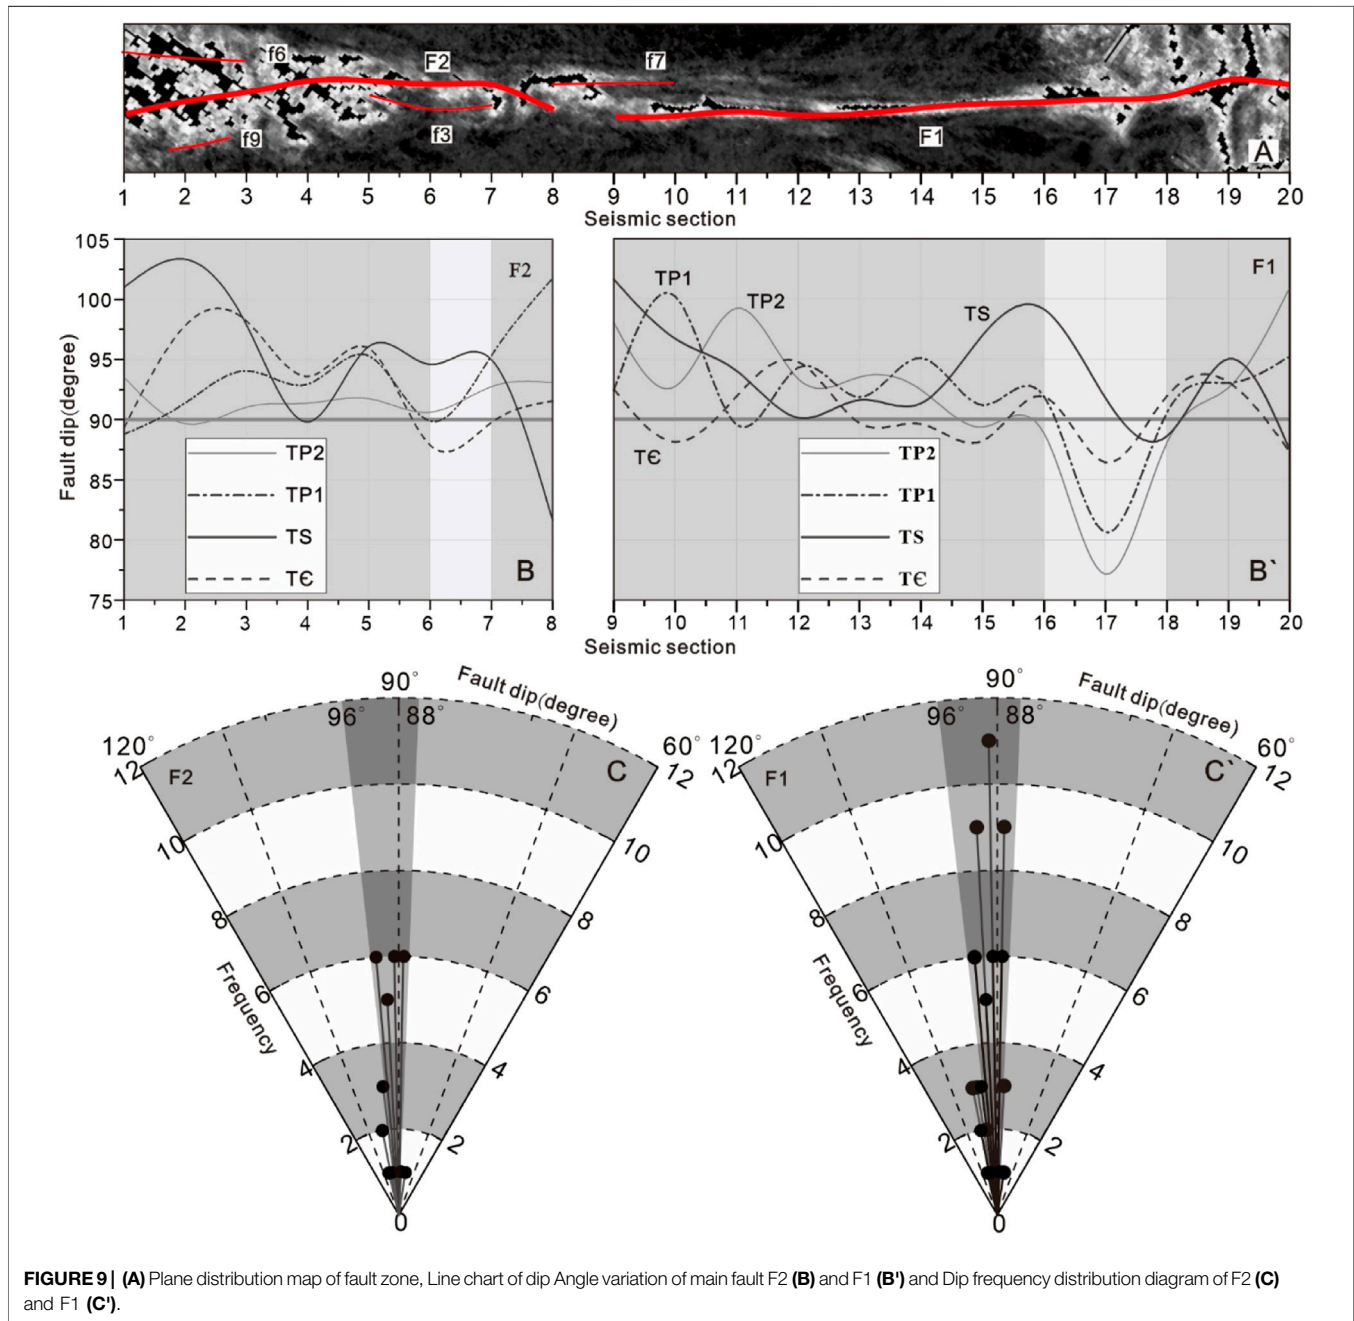 f6
F2
f7
f9
f3
F1
A
1 2 3 4 5 6 7 8 9 10 11 12 13 14 15 16 17 18 19 20
Seismic section
105
100
95
90
85
80
75
Fault dip(degree)
F2
TP2
TP1
TS
TЄ
B
1 2 3 4 5 6 7 8
TP1
TP2
TS
F1
TЄ
TP2
TP1
TS
TЄ
B`
9 10 11 12 13 14 15 16 17 18 19 20
Seismic section
90°
Fault dip(degree)
96° 88°
120°
60°
12
12
F2
C
10
10
8
8
6
6
Frequency
4
4
2
2
0
90°
Fault dip(degree)
96° 88°
120°
60°
12
12
F1
C`
10
10
8
8
6
6
Frequency
4
4
2
2
0
FIGURE 9 | (A) Plane distribution map of fault zone, Line chart of dip Angle variation of main fault F2 (B) and F1 (B') and Dip frequency distribution diagram of F2 (C)
and F1 (C').